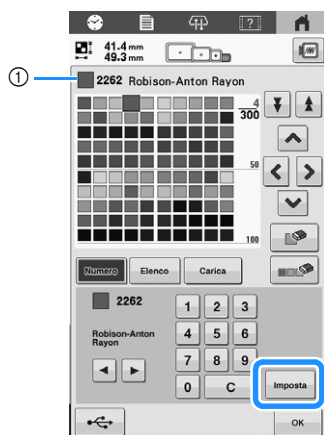 ?
41.4 mm
49.3 mm
① 2262 Robison-Anton Rayon
4
300
50
100
Numero Elenco Carica
2262
Robison-Anton
Rayon
1 2 3
4 5 6
7 8 9
0 C
Imposta
OK